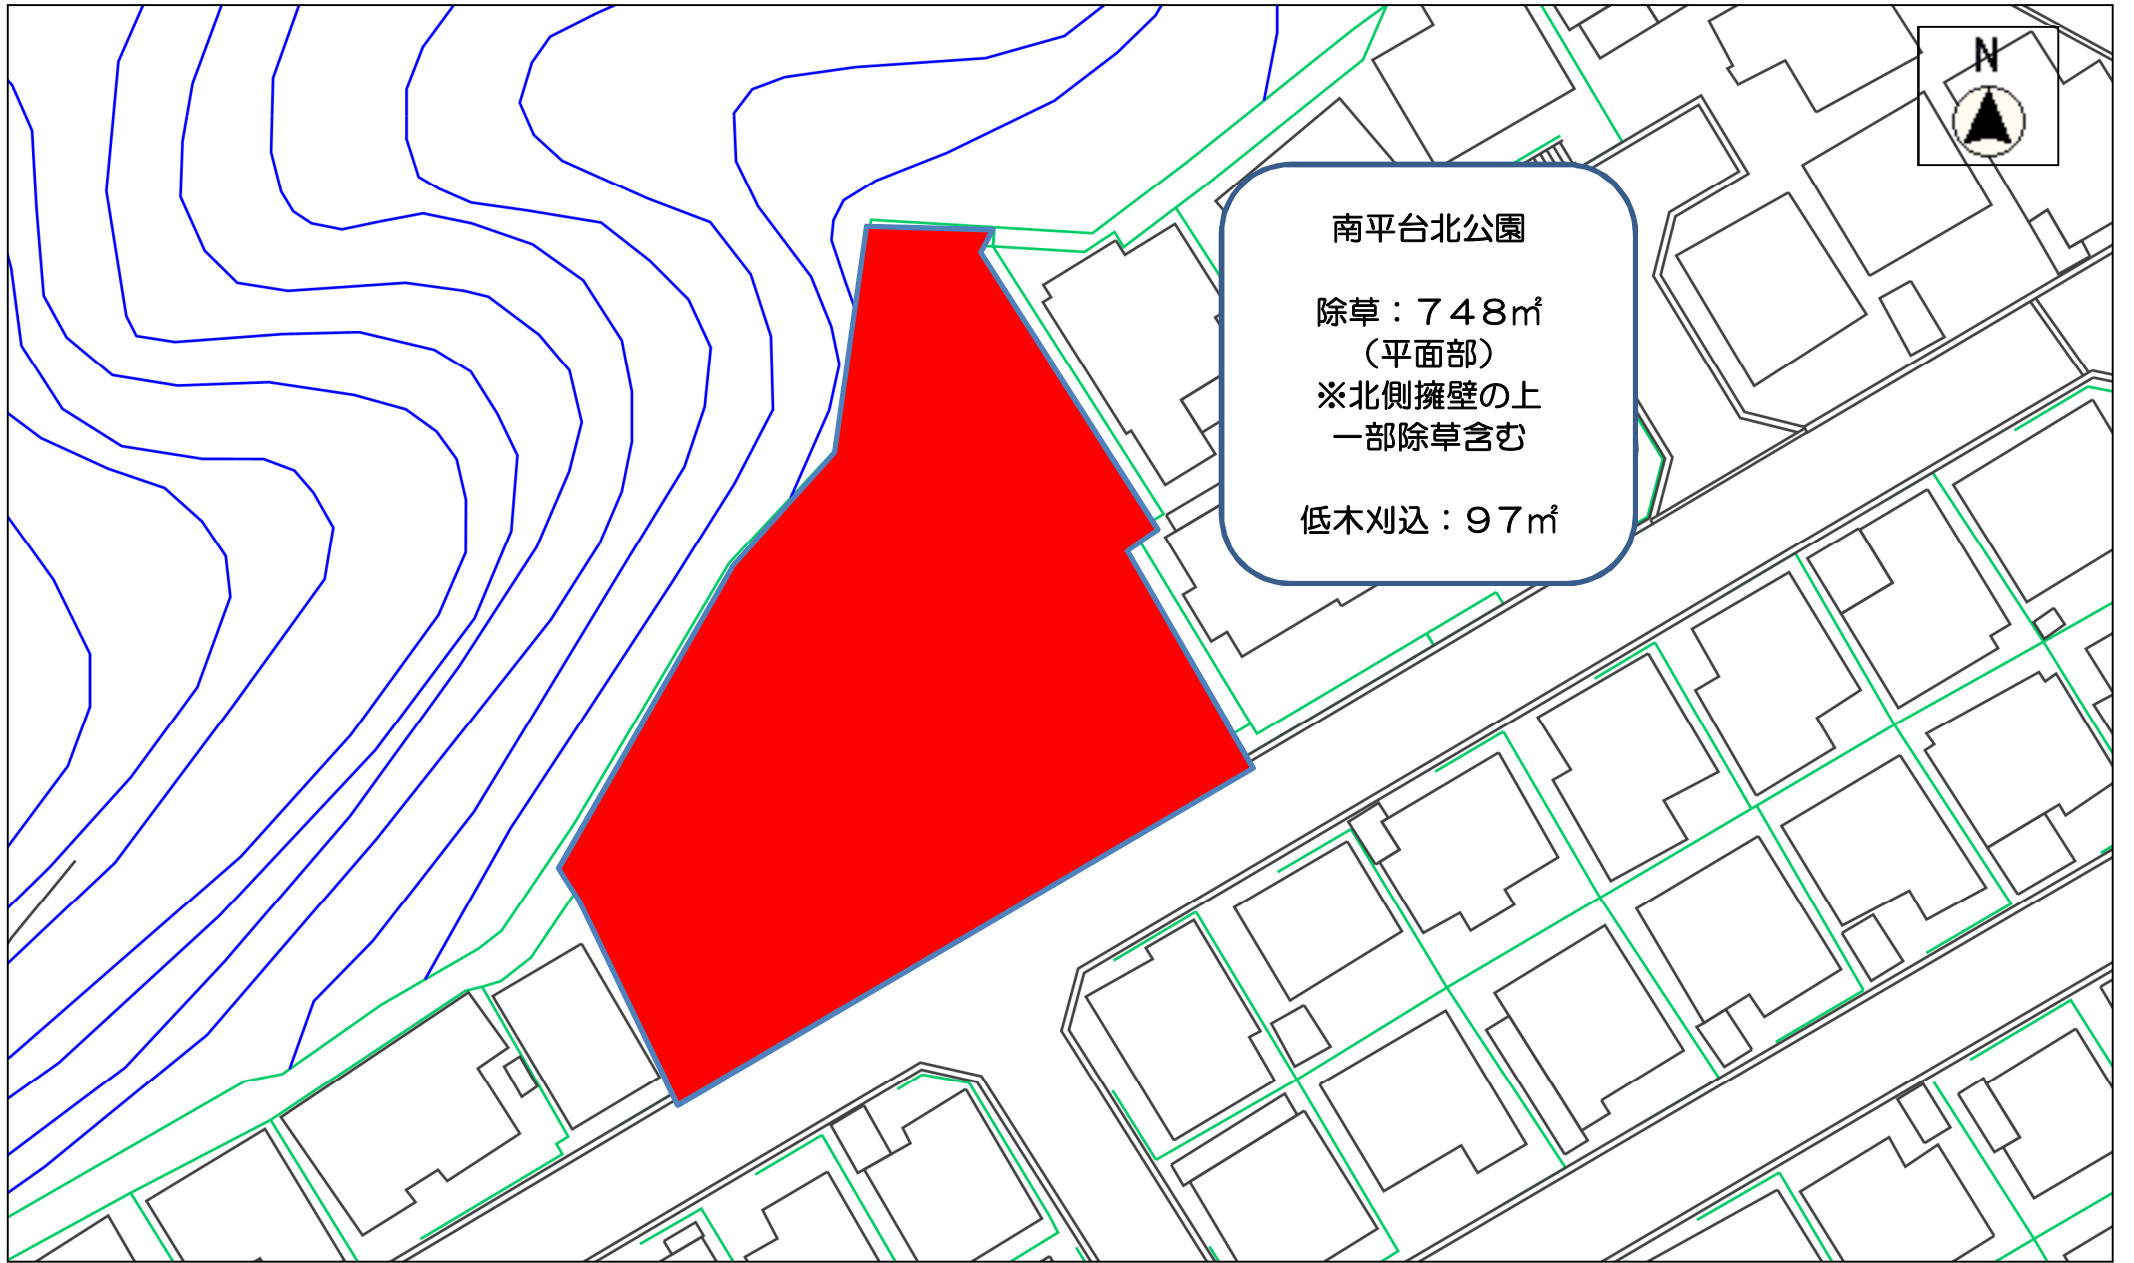 N
南平台北公園
除草：７４８㎡
（平面部）
※北側擁壁の上
一部除草含む
低木刈込：９７㎡